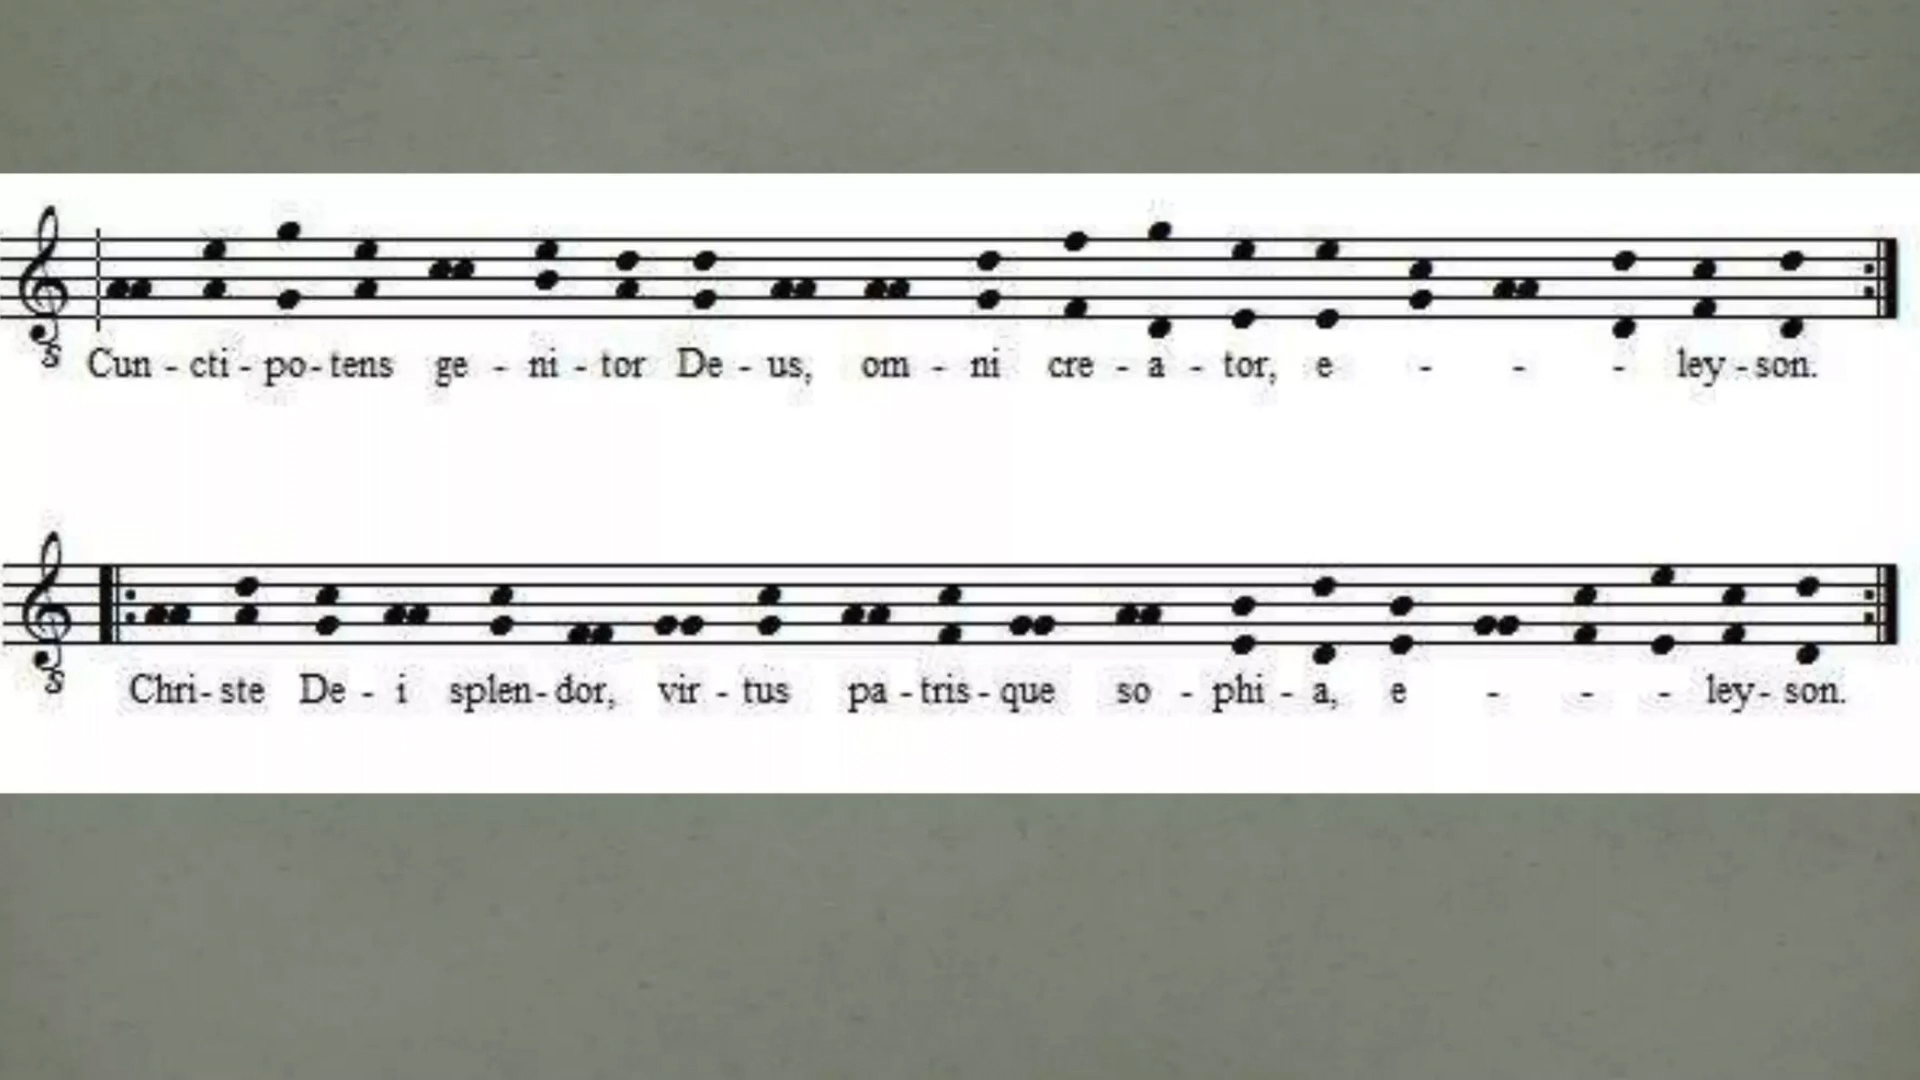 Cun - cti - po - tens ge - ni - tor De - us, om - ni cre - a - tor, e - - - ley - son.
Chri - ste De - i splen - dor, vir - tus pa - tris - que so - phi - a, e - - - ley - son.